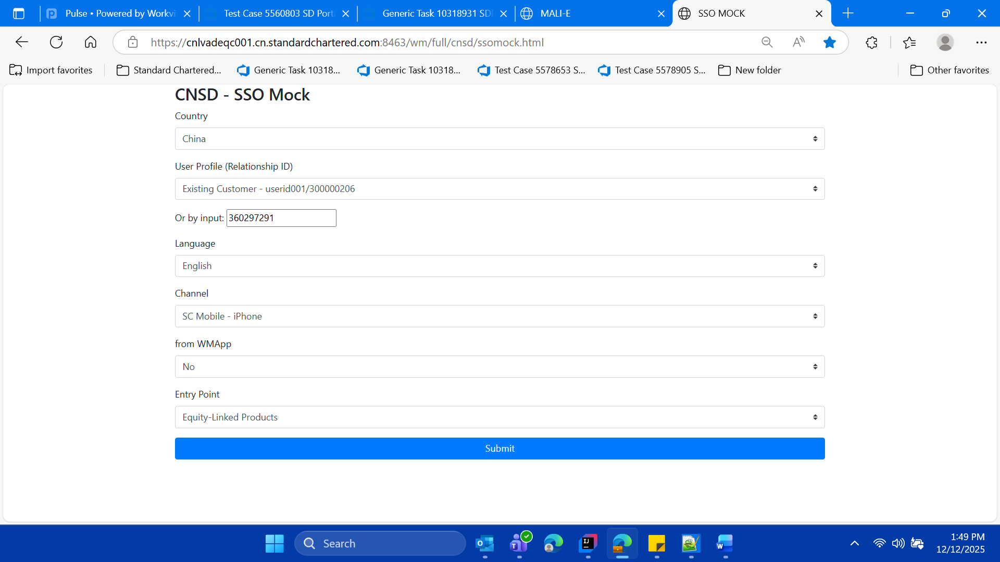 Pulse • Powered by Workvi
Test Case 5560803 SD Port
Generic Task 10318931 SD
MALI-E
SSO MOCK
https://cnlvadeqc001.cn.standardchartered.com:8463/wm/full/cnsd/ssomock.html
Import favorites
Standard Chartered...
Generic Task 10318...
Generic Task 10318...
Test Case 5578653 S...
Test Case 5578905 S...
New folder
Other favorites
CNSD - SSO Mock
Country
China
User Profile (Relationship ID)
Existing Customer - userid001/300000206
Or by input: 360297291
Language
English
Channel
SC Mobile - iPhone
from WMApp
No
Entry Point
Equity-Linked Products
Submit
Search
1:49 PM
12/12/2025